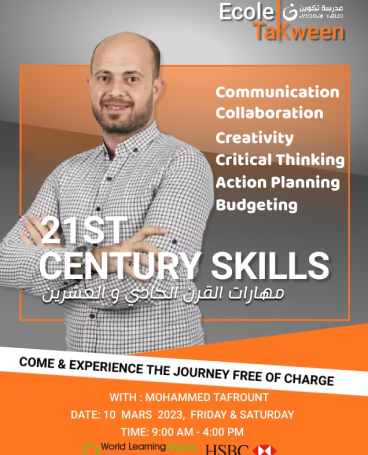 Ecole
مدرسة تكوين
TaKween
Communication
Collaboration
Creativity
Critical Thinking
Action Planning
Budgeting
21ST
CENTURY SKILLS
مهارات القرن الحادي و العشرين
COME & EXPERIENCE THE JOURNEY FREE OF CHARGE
WITH : MOHAMMED TAFROUNT
DATE: 10 MARS 2023, FRIDAY & SATURDAY
TIME: 9:00 AM - 4:00 PM
World Learning
HSBC